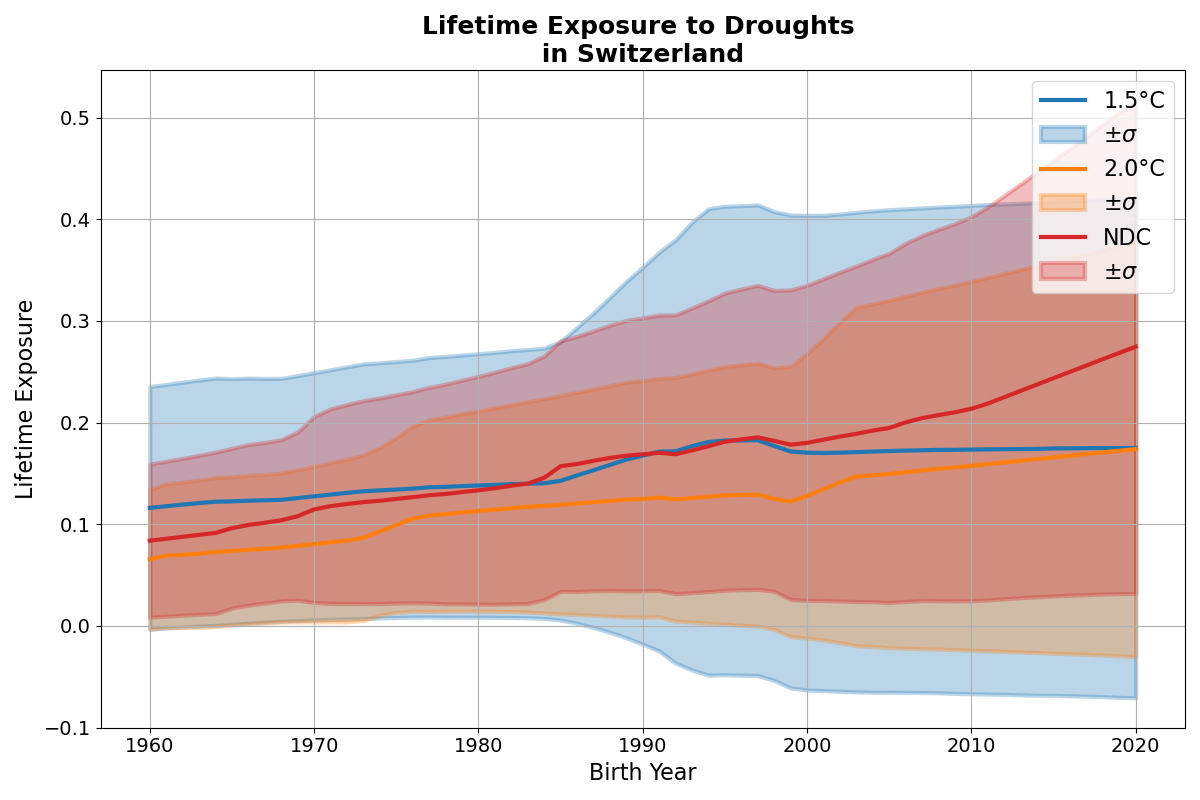 Lifetime Exposure to Droughts
in Switzerland
Lifetime Exposure
0.5
0.4
0.3
0.2
0.1
0.0
−0.1
1960
1970
1980
1990
2000
2010
2020
Birth Year
1.5°C
±σ
2.0°C
±σ
NDC
±σ